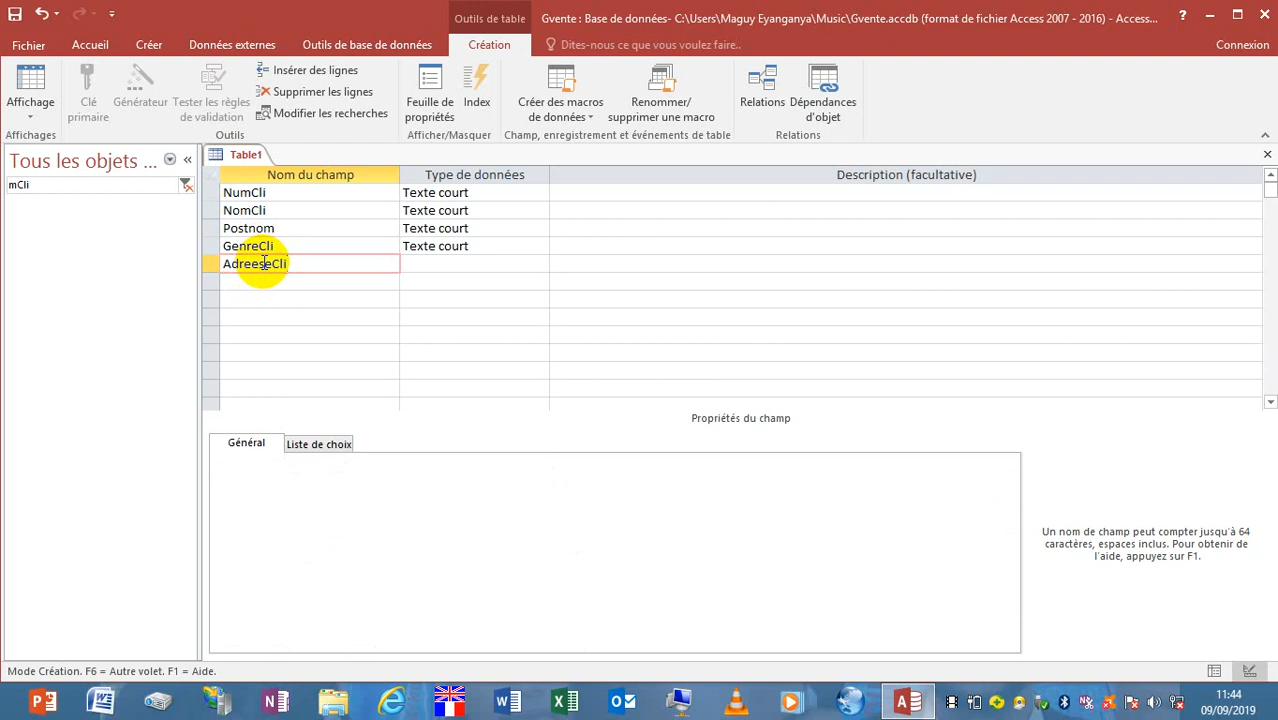 Outils de table
Gvente : Base de données- C:\Users\Maguy Eyanganya\Music\Gvente.accdb (format de fichier Access 2007 - 2016) - Access...
Fichier
Accueil
Créer
Données externes
Outils de base de données
Création
Dites-nous ce que vous voulez faire..
Connexion
Affichage
Clé
primaire
Générateur
Tester les règles
de validation
Insérer des lignes
Supprimer les lignes
Modifier les recherches
Feuille de
propriétés
Index
Créer des macros
de données
Renommer/
supprimer une macro
Relations
Dépendances
d'objet
Affichages
Outils
Afficher/Masquer
Champ, enregistrement et événements de table
Relations
Tous les objets ...
mCli
Table1
Nom du champ
Type de données
Description (facultative)
NumCli
Texte court
NomCli
Texte court
Postnom
Texte court
GenreCli
Texte court
AdreeseCli
Propriétés du champ
Général
Liste de choix
Un nom de champ peut compter jusqu'à 64
caractères, espaces inclus. Pour obtenir de
l'aide, appuyez sur F1.
Mode Création. F6 = Autre volet. F1 = Aide.
11:44
09/09/2019